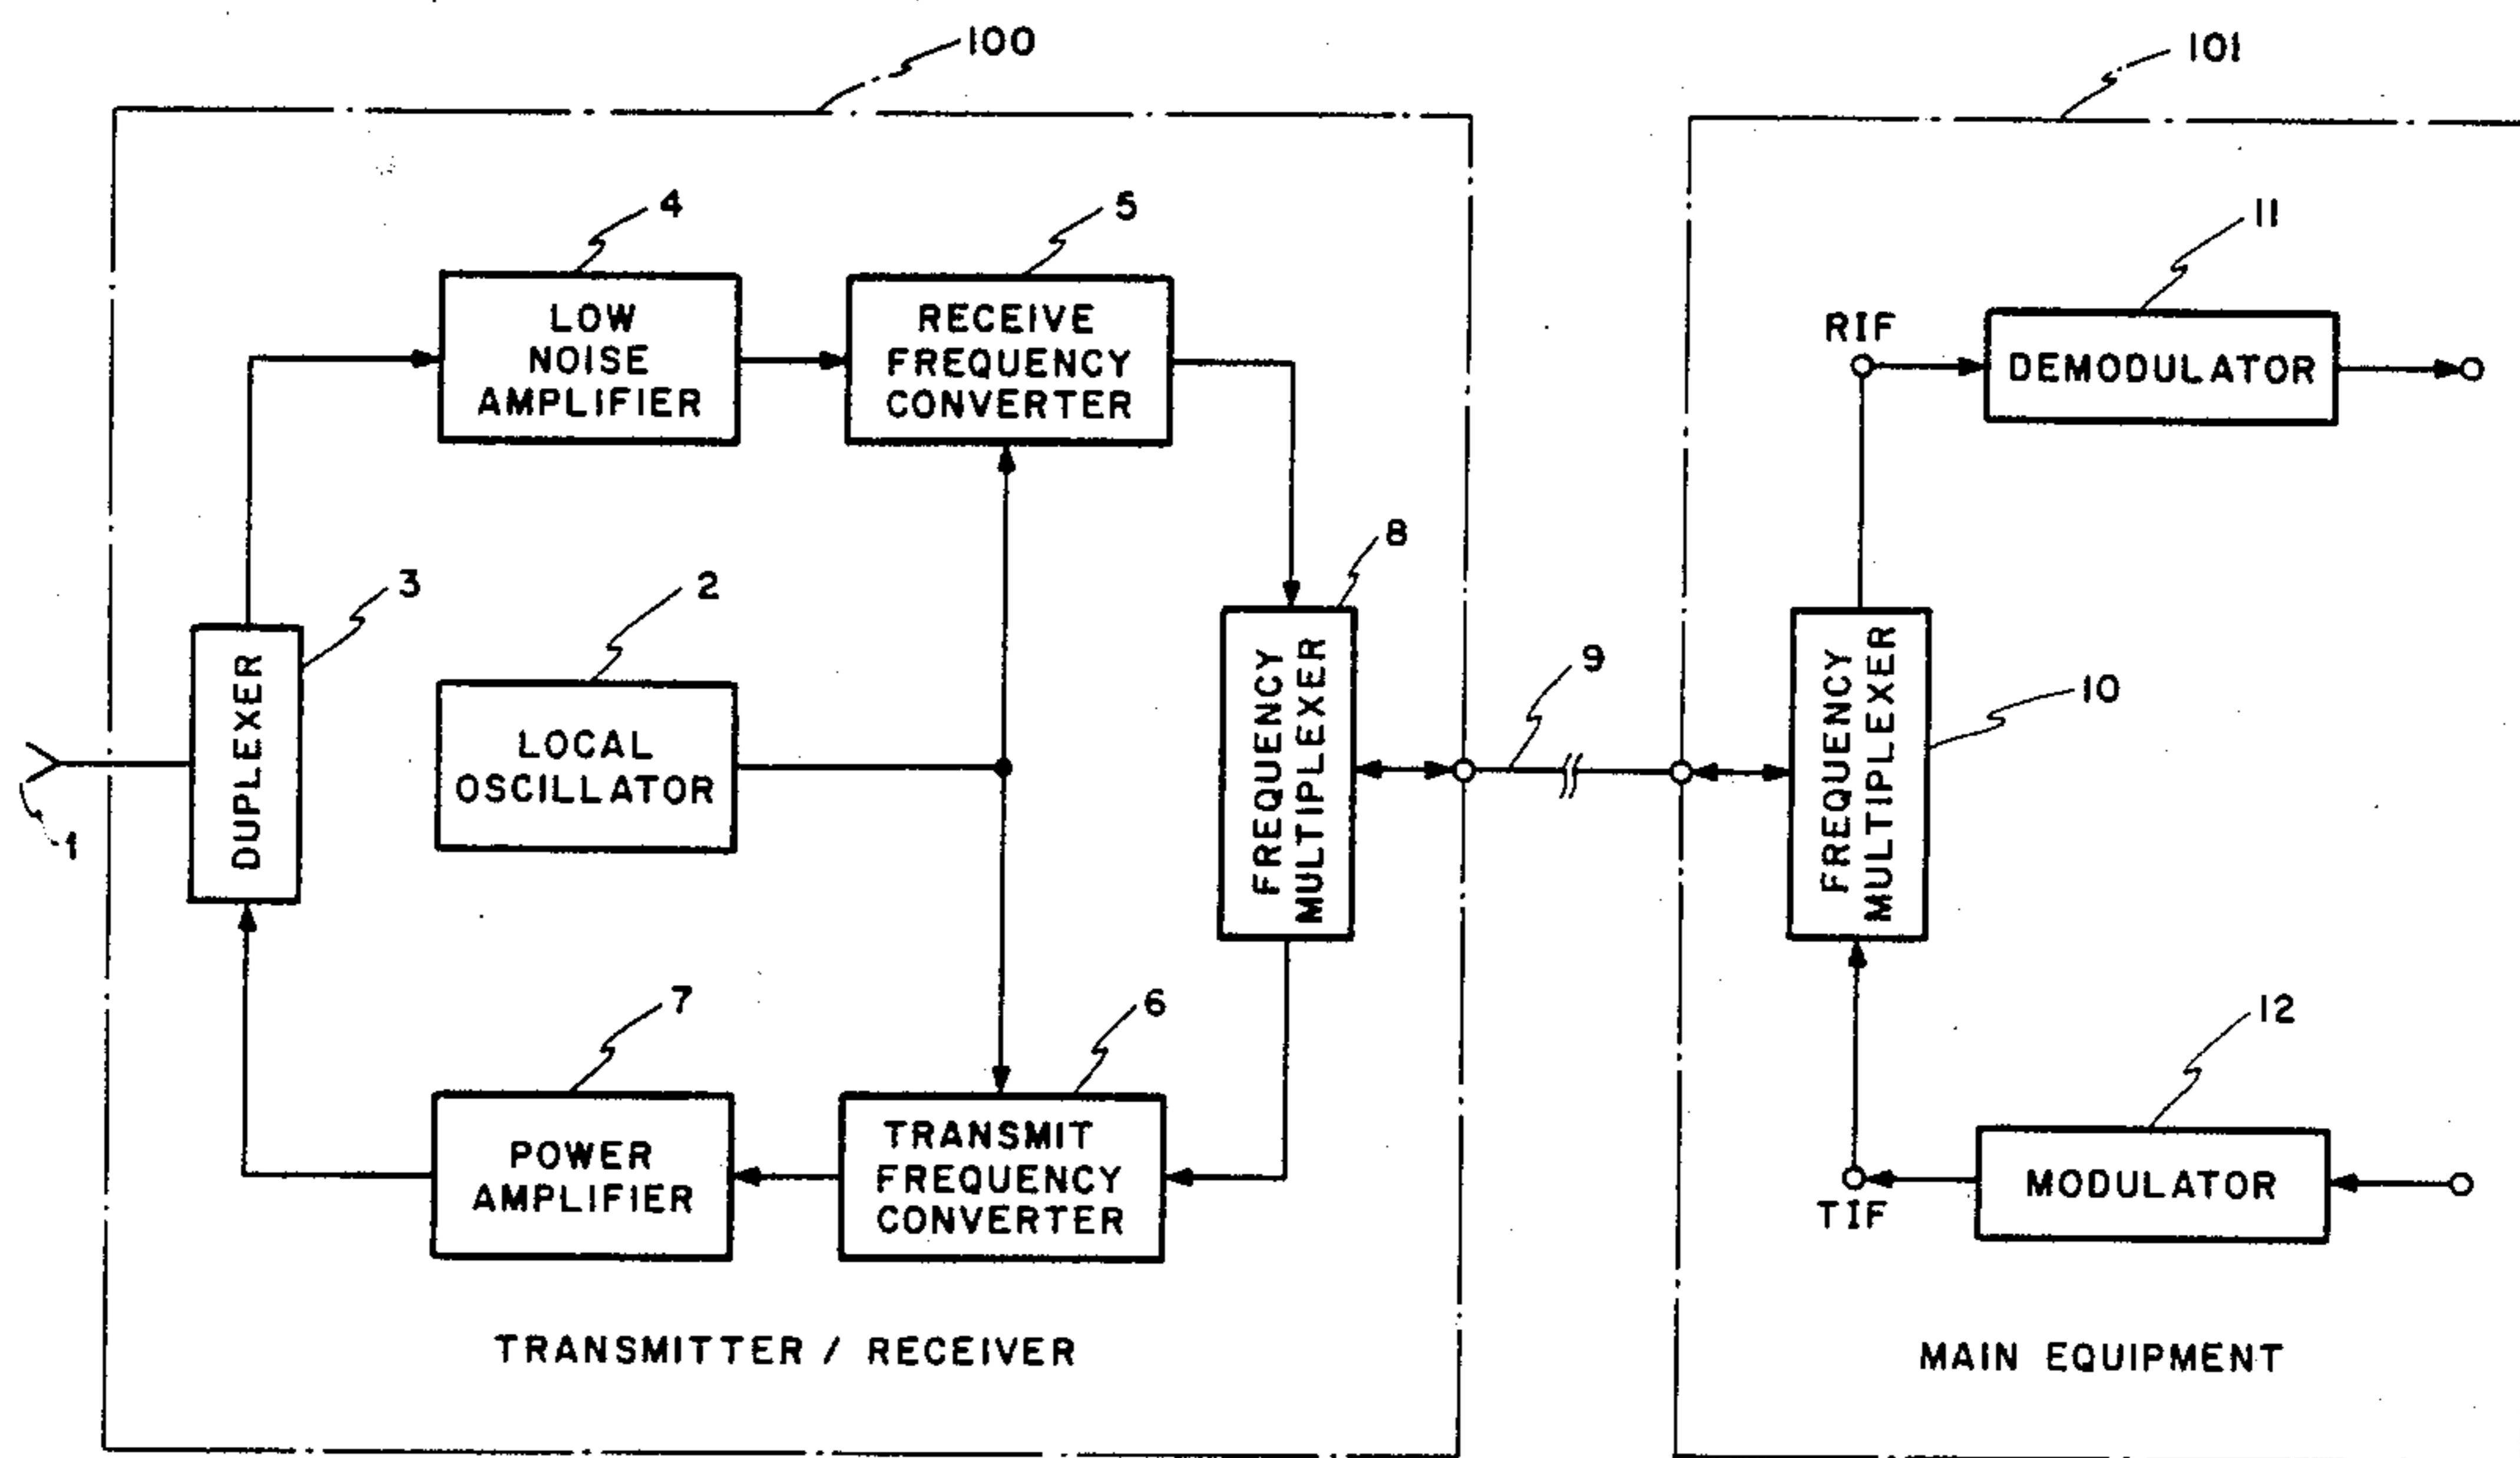 100
101
4
5
11
LOW
NOISE
AMPLIFIER
RECEIVE
FREQUENCY
CONVERTER
RIF
DEMODULATOR
8
3
2
9
10
DUPLEXER
LOCAL
OSCILLATOR
FREQUENCY
MULTIPLEXER
FREQUENCY
MULTIPLEXER
1
7
6
12
POWER
AMPLIFIER
TRANSMIT
FREQUENCY
CONVERTER
TIF
MODULATOR
TRANSMITTER / RECEIVER
MAIN EQUIPMENT